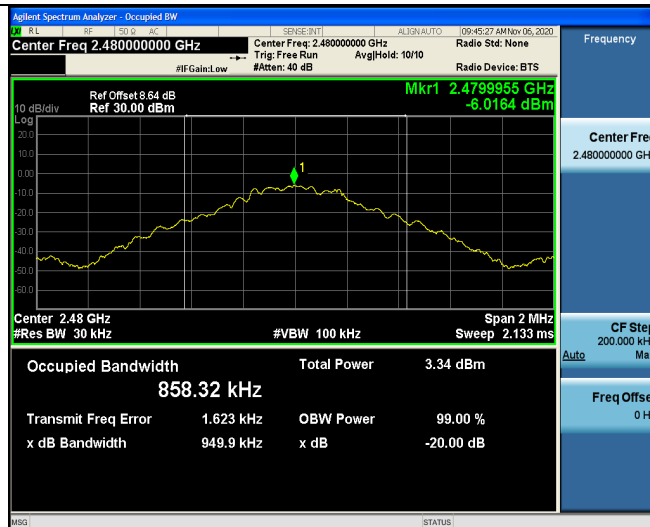 Agilent Spectrum Analyzer - Occupied BW
LXI RL RF 50 Ω AC SENSE:INT ALIGN AUTO 09:45:27 AM Nov 06, 2020
Center Freq 2.480000000 GHz Center Freq: 2.480000000 GHz Radio Std: None
Trig: Free Run Avg|Hold: 10/10
#IFGain:Low #Atten: 40 dB Radio Device: BTS
Frequency
Ref Offset 8.64 dB Mkr1 2.4799955 GHz
10 dB/div Ref 30.00 dBm -6.0164 dBm
Log
20.0
10.0
0.00
-10.0
-20.0
-30.0
-40.0
-50.0
-60.0
1
Center 2.48 GHz Span 2 MHz
#Res BW 30 kHz #VBW 100 kHz Sweep 2.133 ms
Occupied Bandwidth Total Power 3.34 dBm
858.32 kHz
Transmit Freq Error 1.623 kHz OBW Power 99.00 %
x dB Bandwidth 949.9 kHz x dB -20.00 dB
Center Fre
2.480000000 GH
CF Step
200.000 kH
Auto Ma
Freq Offse
0 H
MSG STATUS